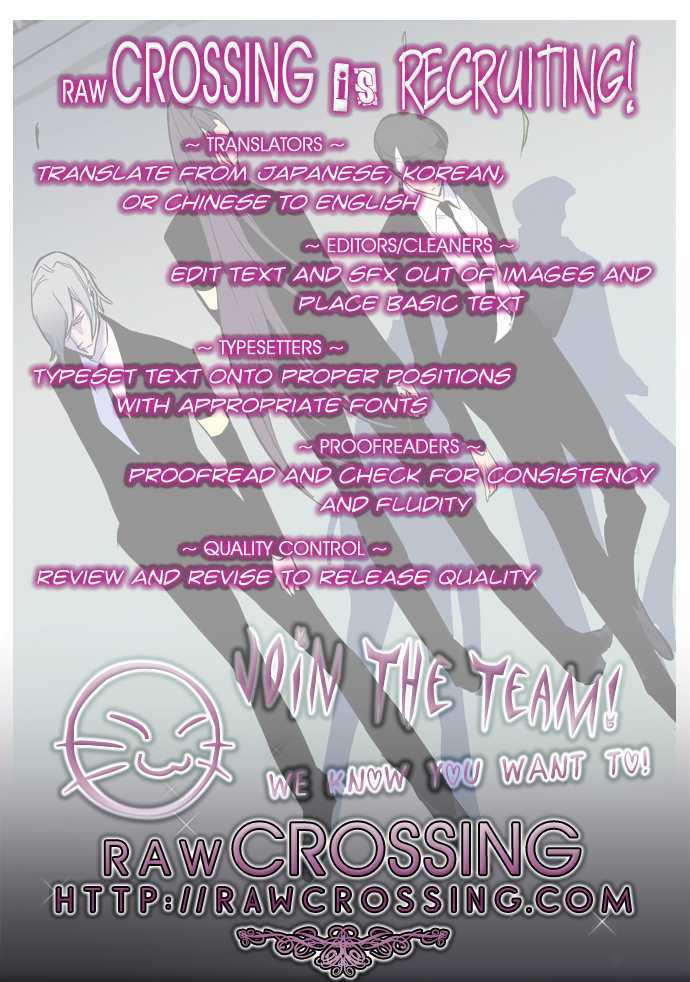 RAW CROSSING is RECRUITING!
~ TRANSLATORS ~
TRANSLATE FROM JAPANESE, KOREAN,
OR CHINESE TO ENGLISH
~ EDITORS/CLEANERS ~
EDIT TEXT AND SFX OUT OF IMAGES AND
PLACE BASIC TEXT
~ TYPESETTERS ~
TYPESET TEXT ONTO PROPER POSITIONS
WITH APPROPRIATE FONTS
~ PROOFREADERS ~
PROOFREAD AND CHECK FOR CONSISTENCY
AND FLUDITY
~ QUALITY CONTROL ~
REVIEW AND REVISE TO RELEASE QUALITY
JOIN THE TEAM!
WE KNOW YOU WANT TO!
RAW CROSSING
HTTP://RAWCROSSING.COM